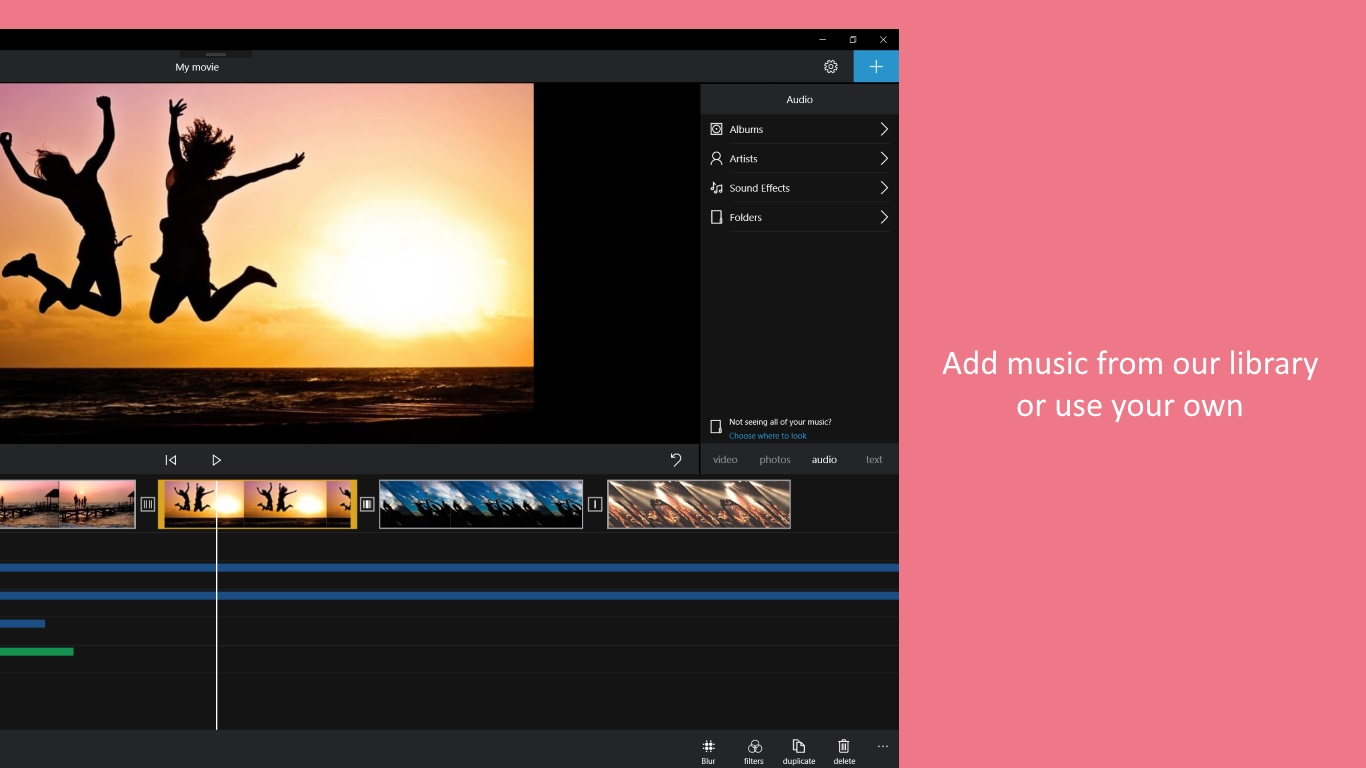 My movie
Audio
Albums
Artists
Sound Effects
Folders
Not seeing all of your music?
Choose where to look
video photos audio text
Add music from our library
or use your own
Blur filters duplicate delete